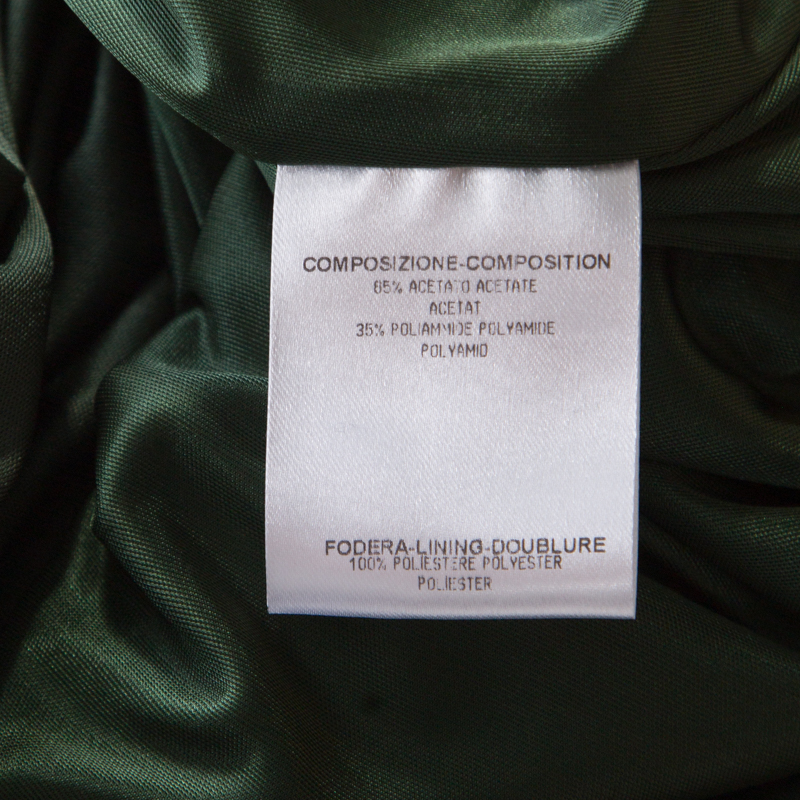 COMPOSIZIONE-COMPOSITION
65% ACETATO ACETATE
ACETAT
35% POLIAMMIDE POLYAMIDE
POLYAMID
FODERA-LINING-DOUBLURE
100% POLIESTERE POLYESTER
POLIESTER